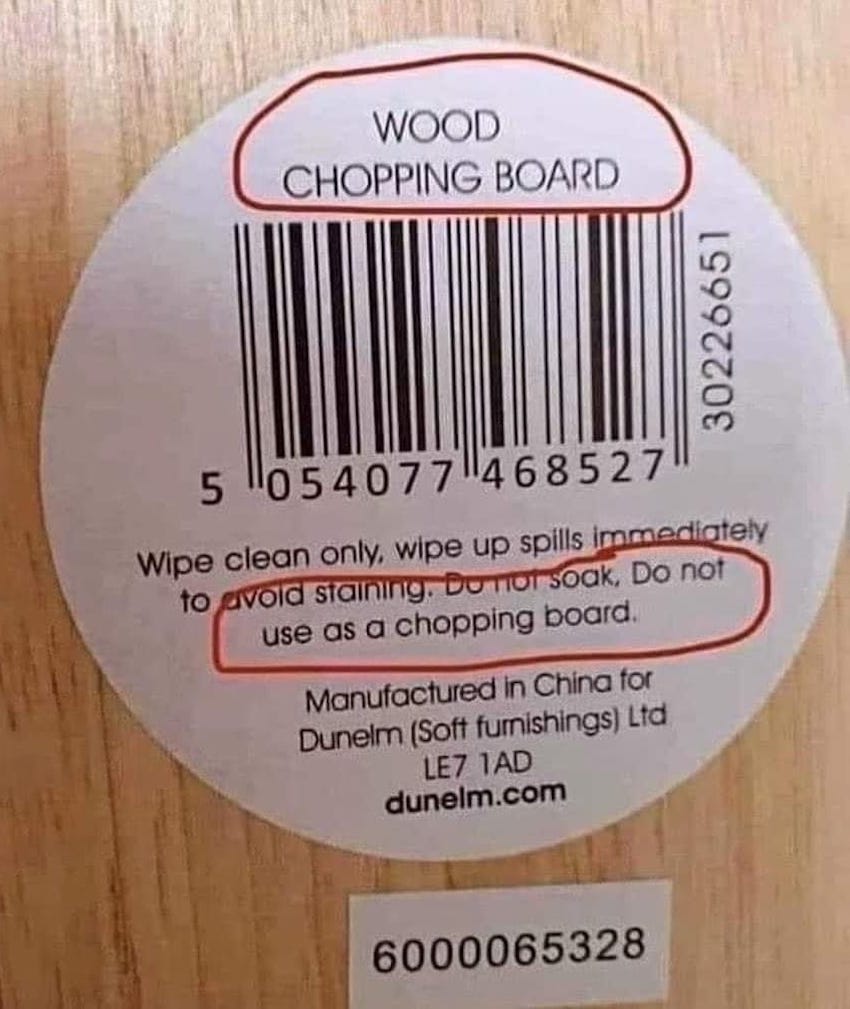 WOOD
CHOPPING BOARD
30226651
5 054077 468527
Wipe clean only, wipe up spills immediately
to avoid staining. Do not soak, Do not
use as a chopping board.
Manufactured in China for
Dunelm (Soft furnishings) Ltd
LE7 1AD
dunelm.com
6000065328